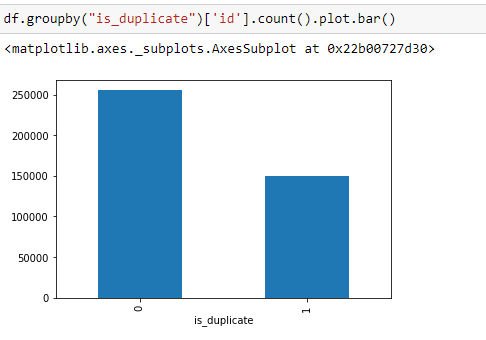 df.groupby("is_duplicate")['id'].count().plot.bar()
<matplotlib.axes._subplots.AxesSubplot at 0x22b00727d30>
250000
200000
150000
100000
50000
0
0
1
is_duplicate